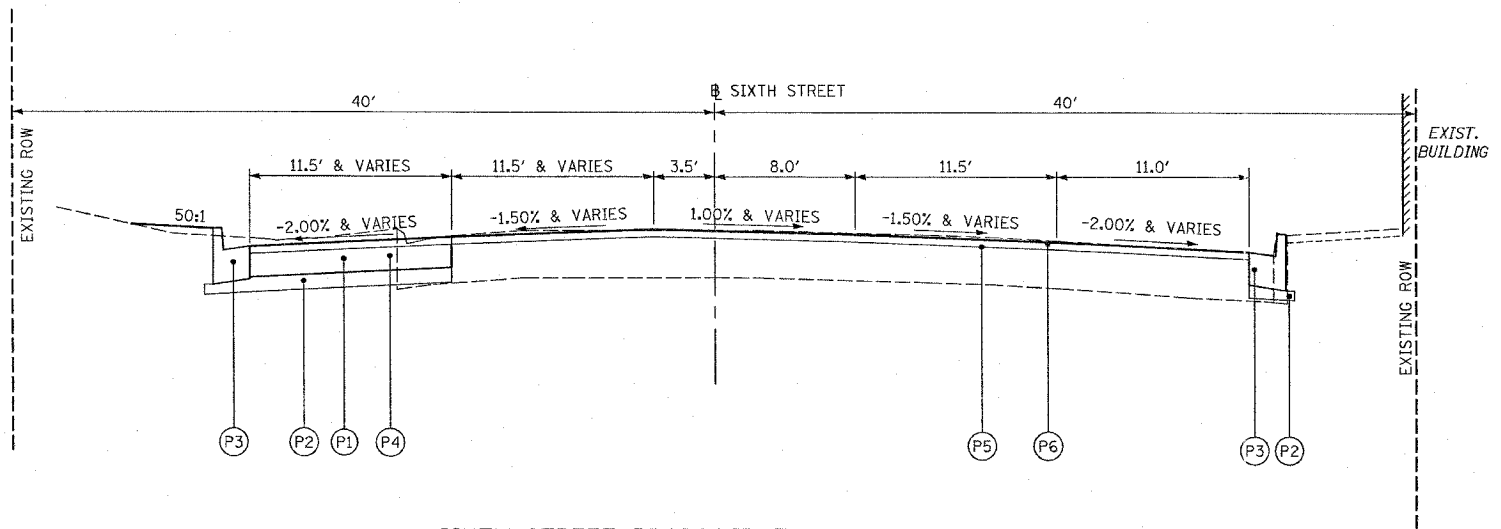 ⴺ SIXTH STREET
40'
40'
EXISTING ROW
EXIST.
BUILDING
11.5' & VARIES
11.5' & VARIES
3.5'
8.0'
11.5'
11.0'
50:1
-2.00% & VARIES
-1.50% & VARIES
1.00% & VARIES
-1.50% & VARIES
-2.00% & VARIES
EXISTING ROW
P3
P2
P1
P4
P5
P6
P3
P2